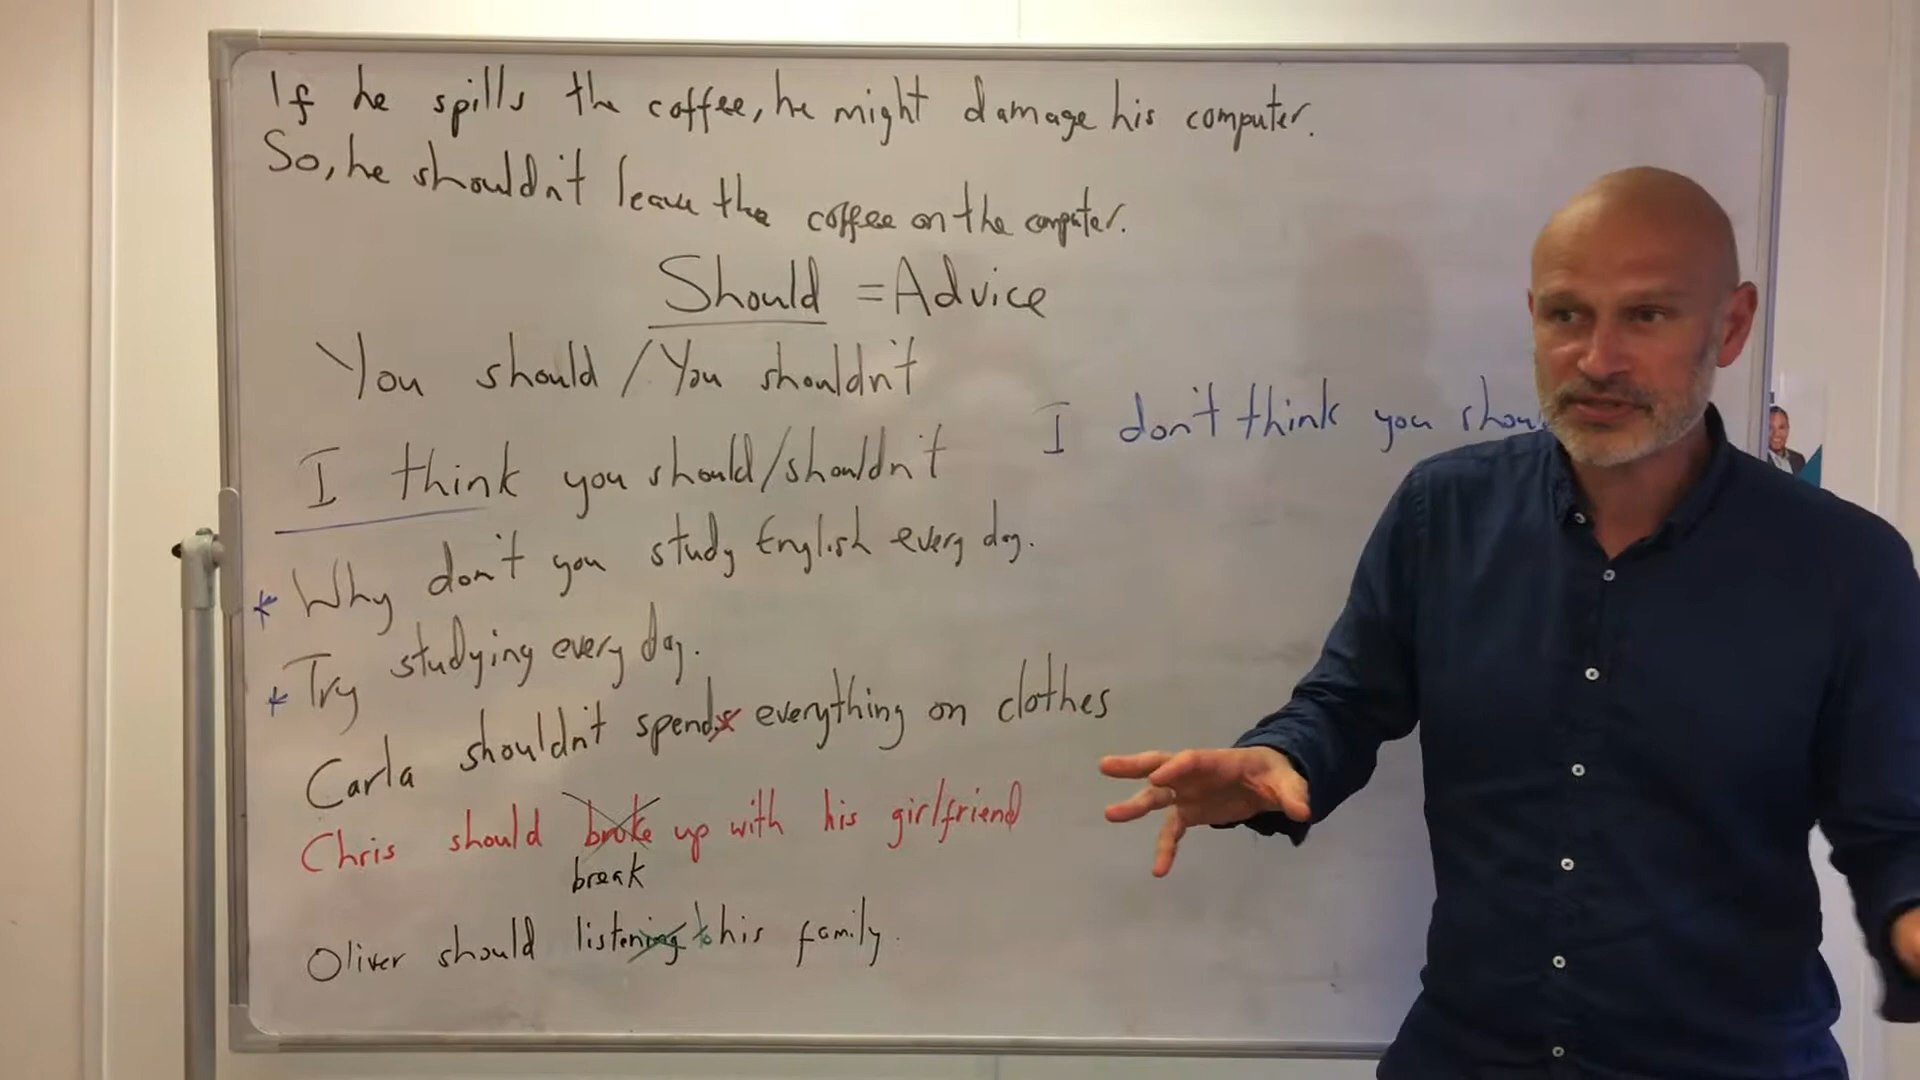 If he spills the coffee, he might damage his computer.
So, he shouldn't leave the coffee on the computer.
Should = Advice
You should / You shouldn't
I think you should/shouldn't
I don't think you shou
* Why don't you study English every day.
* Try studying every day.
Carla shouldn't spends everything on clothes
Chris should broke up with his girlfriend
break
Oliver should listening to his family.